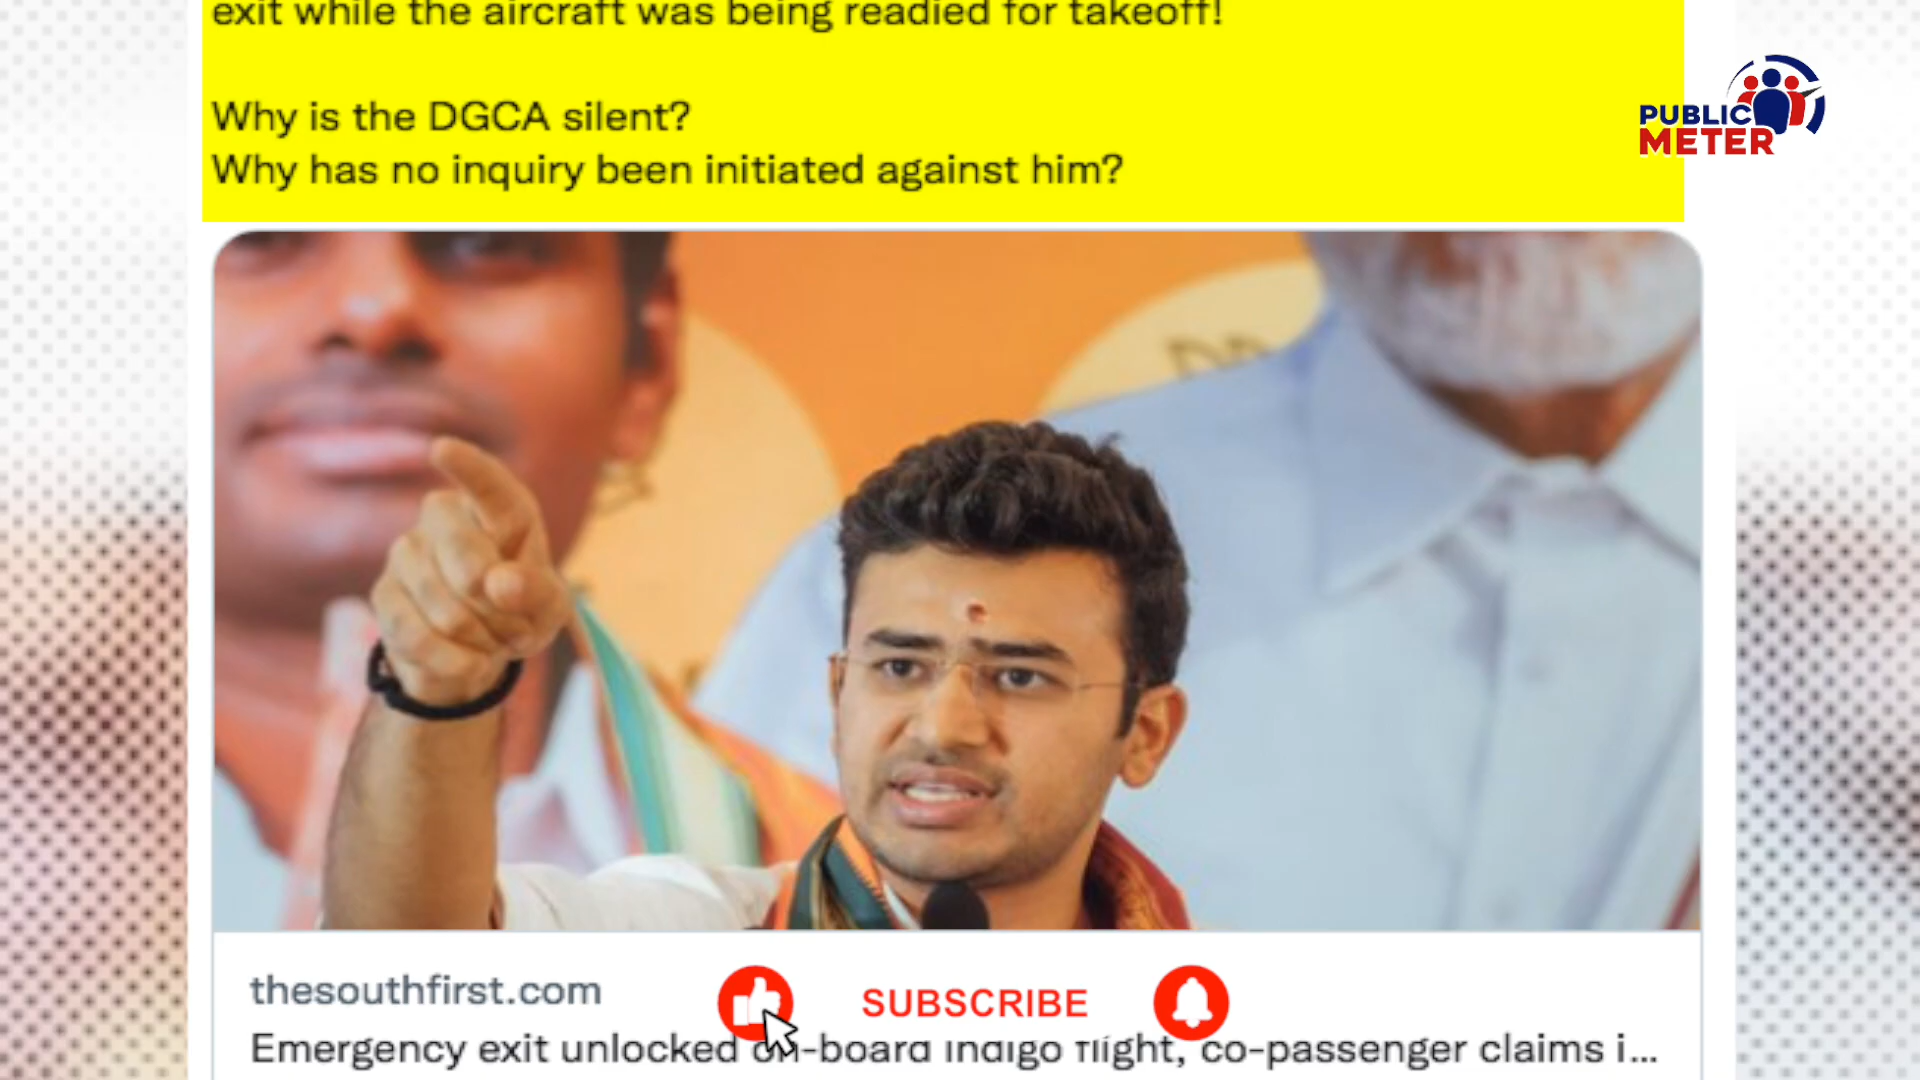 exit while the aircraft was being readied for takeoff!
Why is the DGCA silent?
Why has no inquiry been initiated against him?
PUBLIC
METER
thesouthfirst.com
SUBSCRIBE
Emergency exit unlocked on-board Indigo flight, co-passenger claims i...